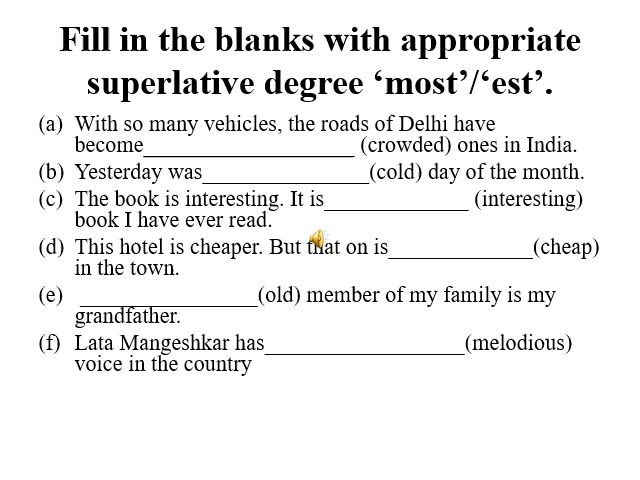 Fill in the blanks with appropriate
superlative degree ‘most’/‘est’.
(a) With so many vehicles, the roads of Delhi have
become___________________ (crowded) ones in India.
(b) Yesterday was_______________(cold) day of the month.
(c) The book is interesting. It is_____________ (interesting)
book I have ever read.
(d) This hotel is cheaper. But that on is_____________(cheap)
in the town.
(e) ________________(old) member of my family is my
grandfather.
(f) Lata Mangeshkar has__________________(melodious)
voice in the country